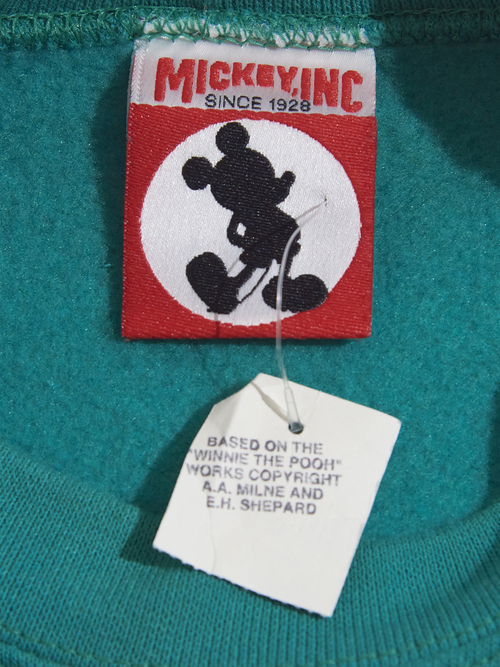 MICKEY, INC
SINCE 1928
BASED ON THE
"WINNIE THE POOH"
WORKS COPYRIGHT
A.A. MILNE AND
E.H. SHEPARD